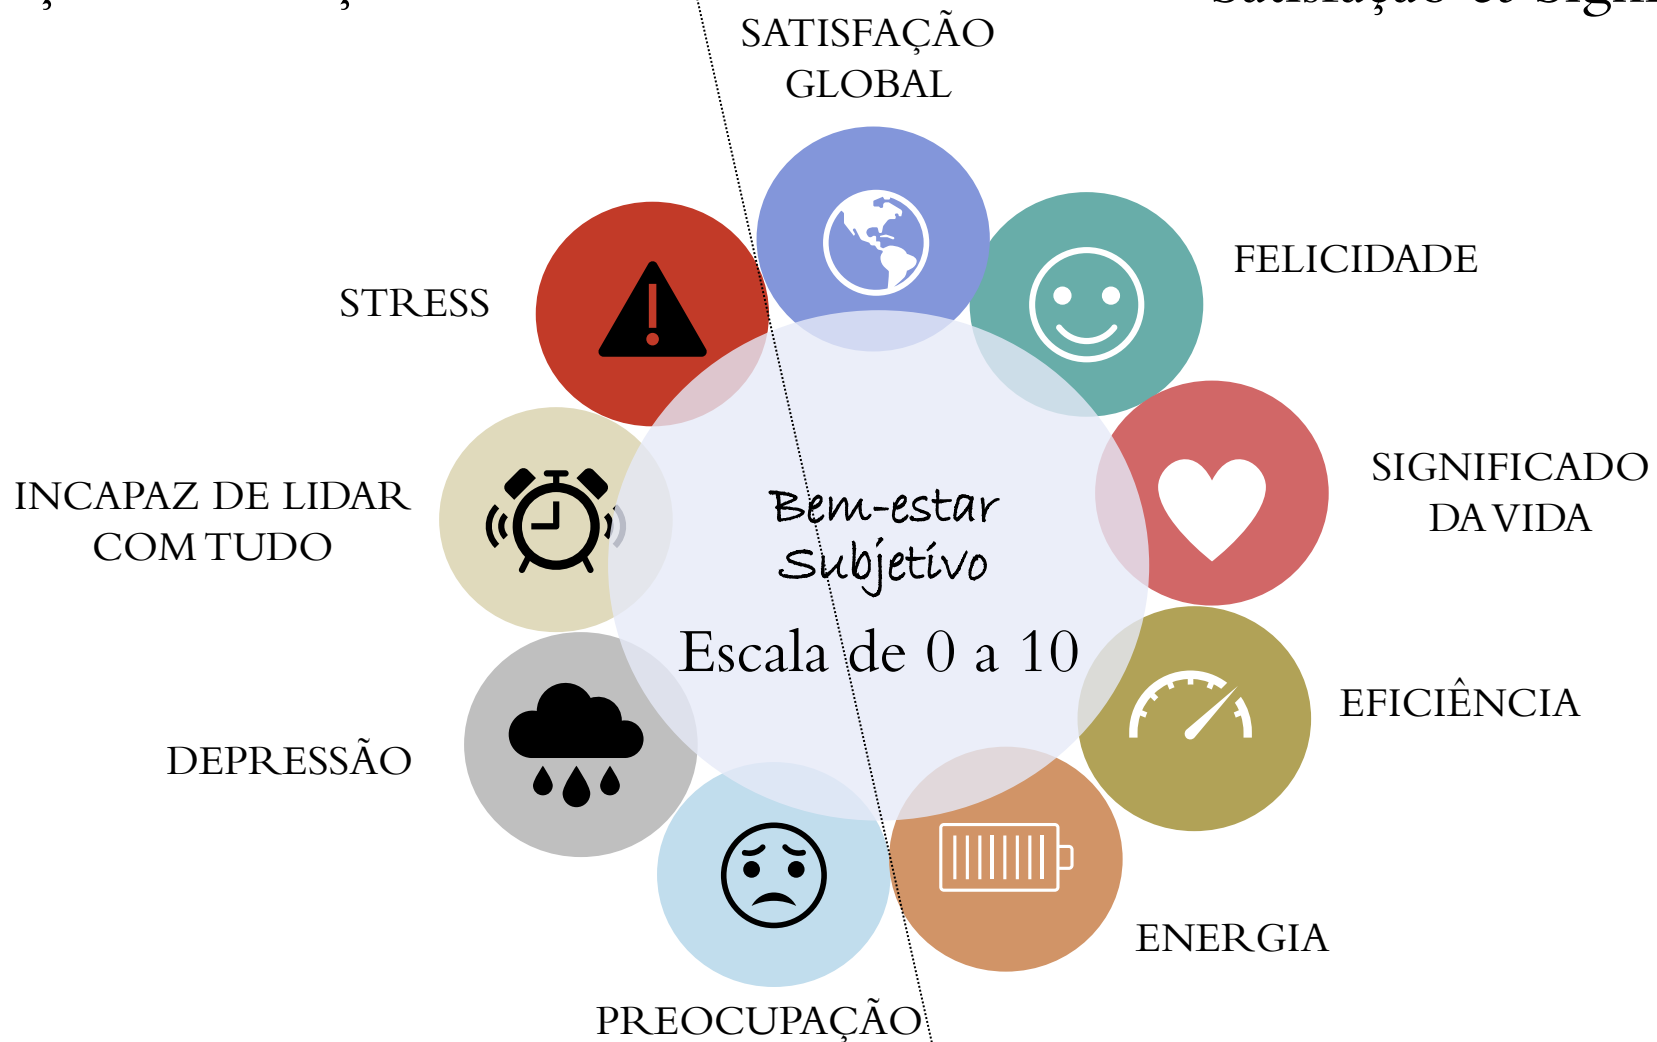 Satisfação &
SATISFAÇÃO
GLOBAL
FELICIDADE
STRESS
SIGNIFICADO
DA VIDA
INCAPAZ DE LIDAR
COM TUDO
Bem-estar
Subjetivo
Escala de 0 a 10
EFICIÊNCIA
DEPRESSÃO
ENERGIA
PREOCUPAÇÃO